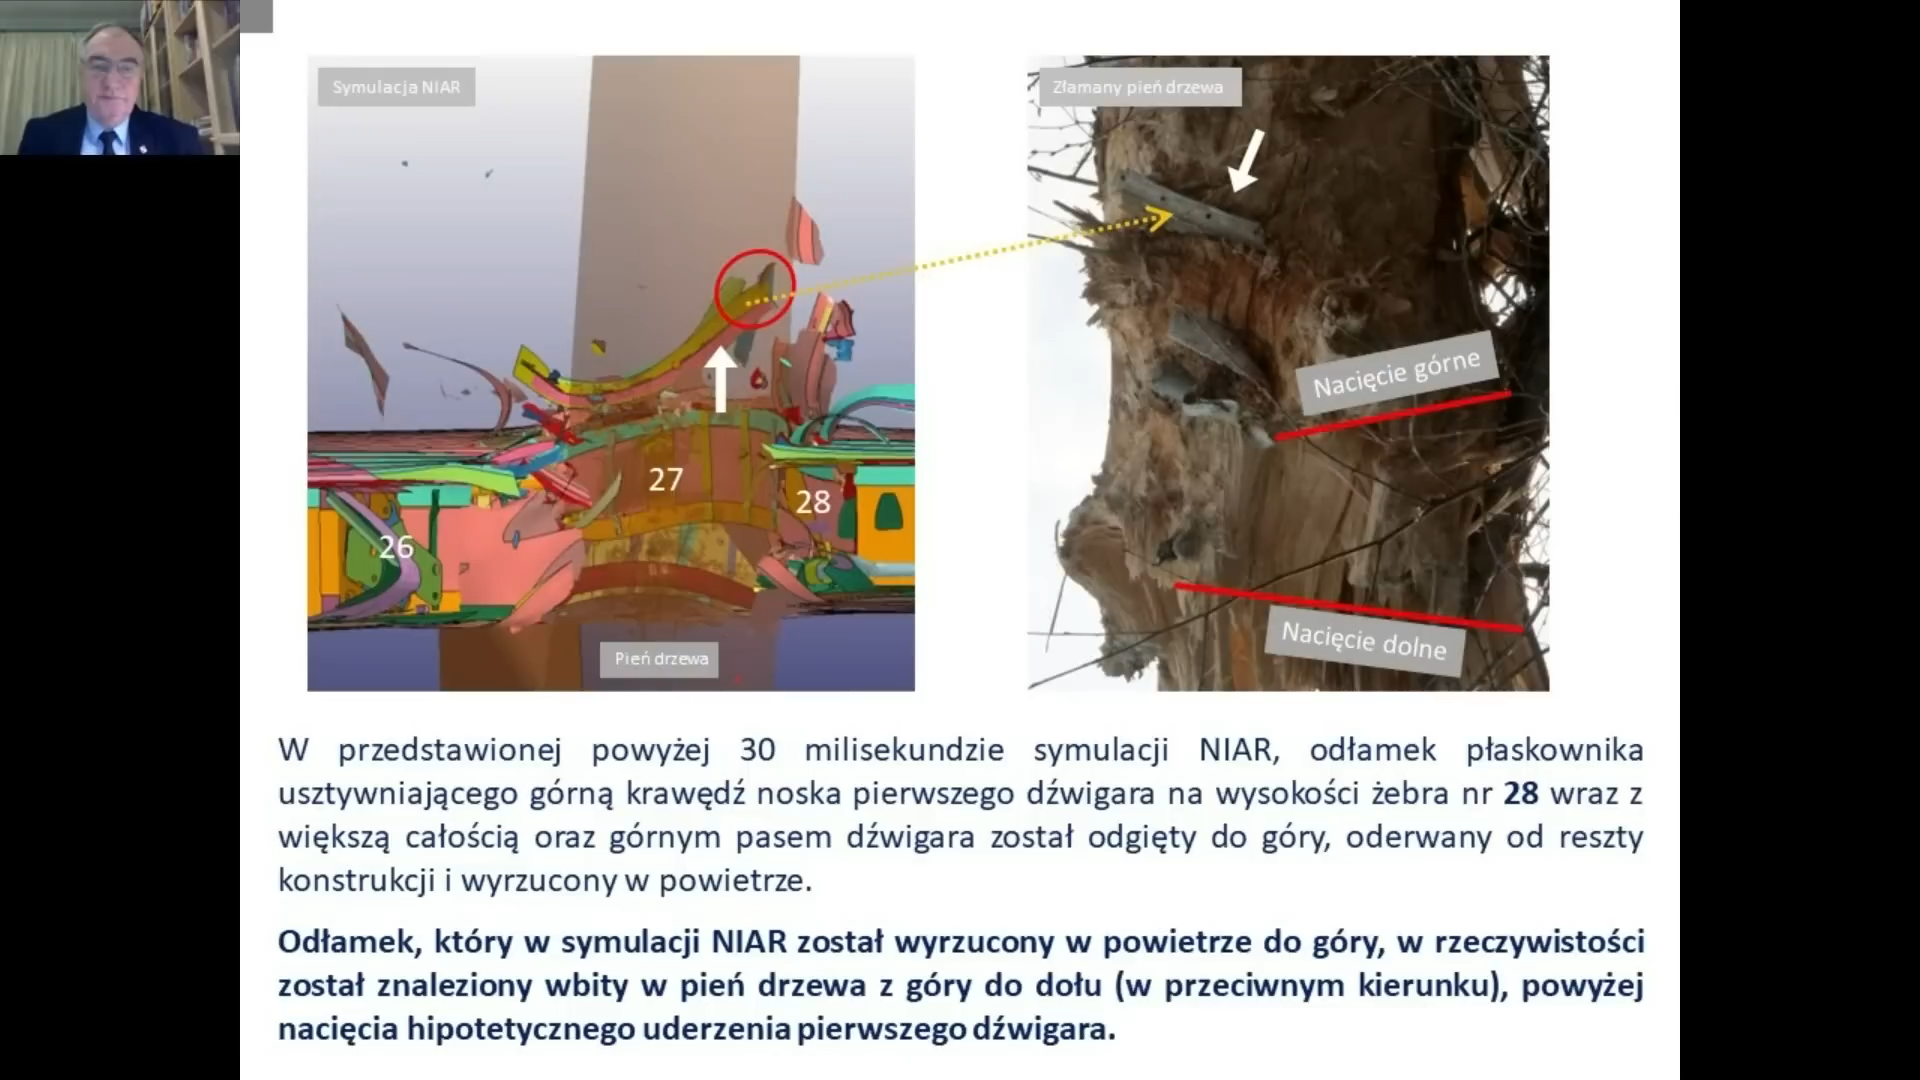 Symulacja NIAR
Złamany pień drzewa
Nacięcie górne
27
28
26
Nacięcie dolne
Pień drzewa
W przedstawionej powyżej 30 milisekundzie symulacji NIAR, odłamek płaskownika
usztywniającego górną krawędź noska pierwszego dźwigara na wysokości żebra nr 28 wraz z
większą całością oraz górnym pasem dźwigara został odgięty do góry, oderwany od reszty
konstrukcji i wyrzucony w powietrze.
Odłamek, który w symulacji NIAR został wyrzucony w powietrze do góry, w rzeczywistości
został znaleziony wbity w pień drzewa z góry do dołu (w przeciwnym kierunku), powyżej
nacięcia hipotetycznego uderzenia pierwszego dźwigara.